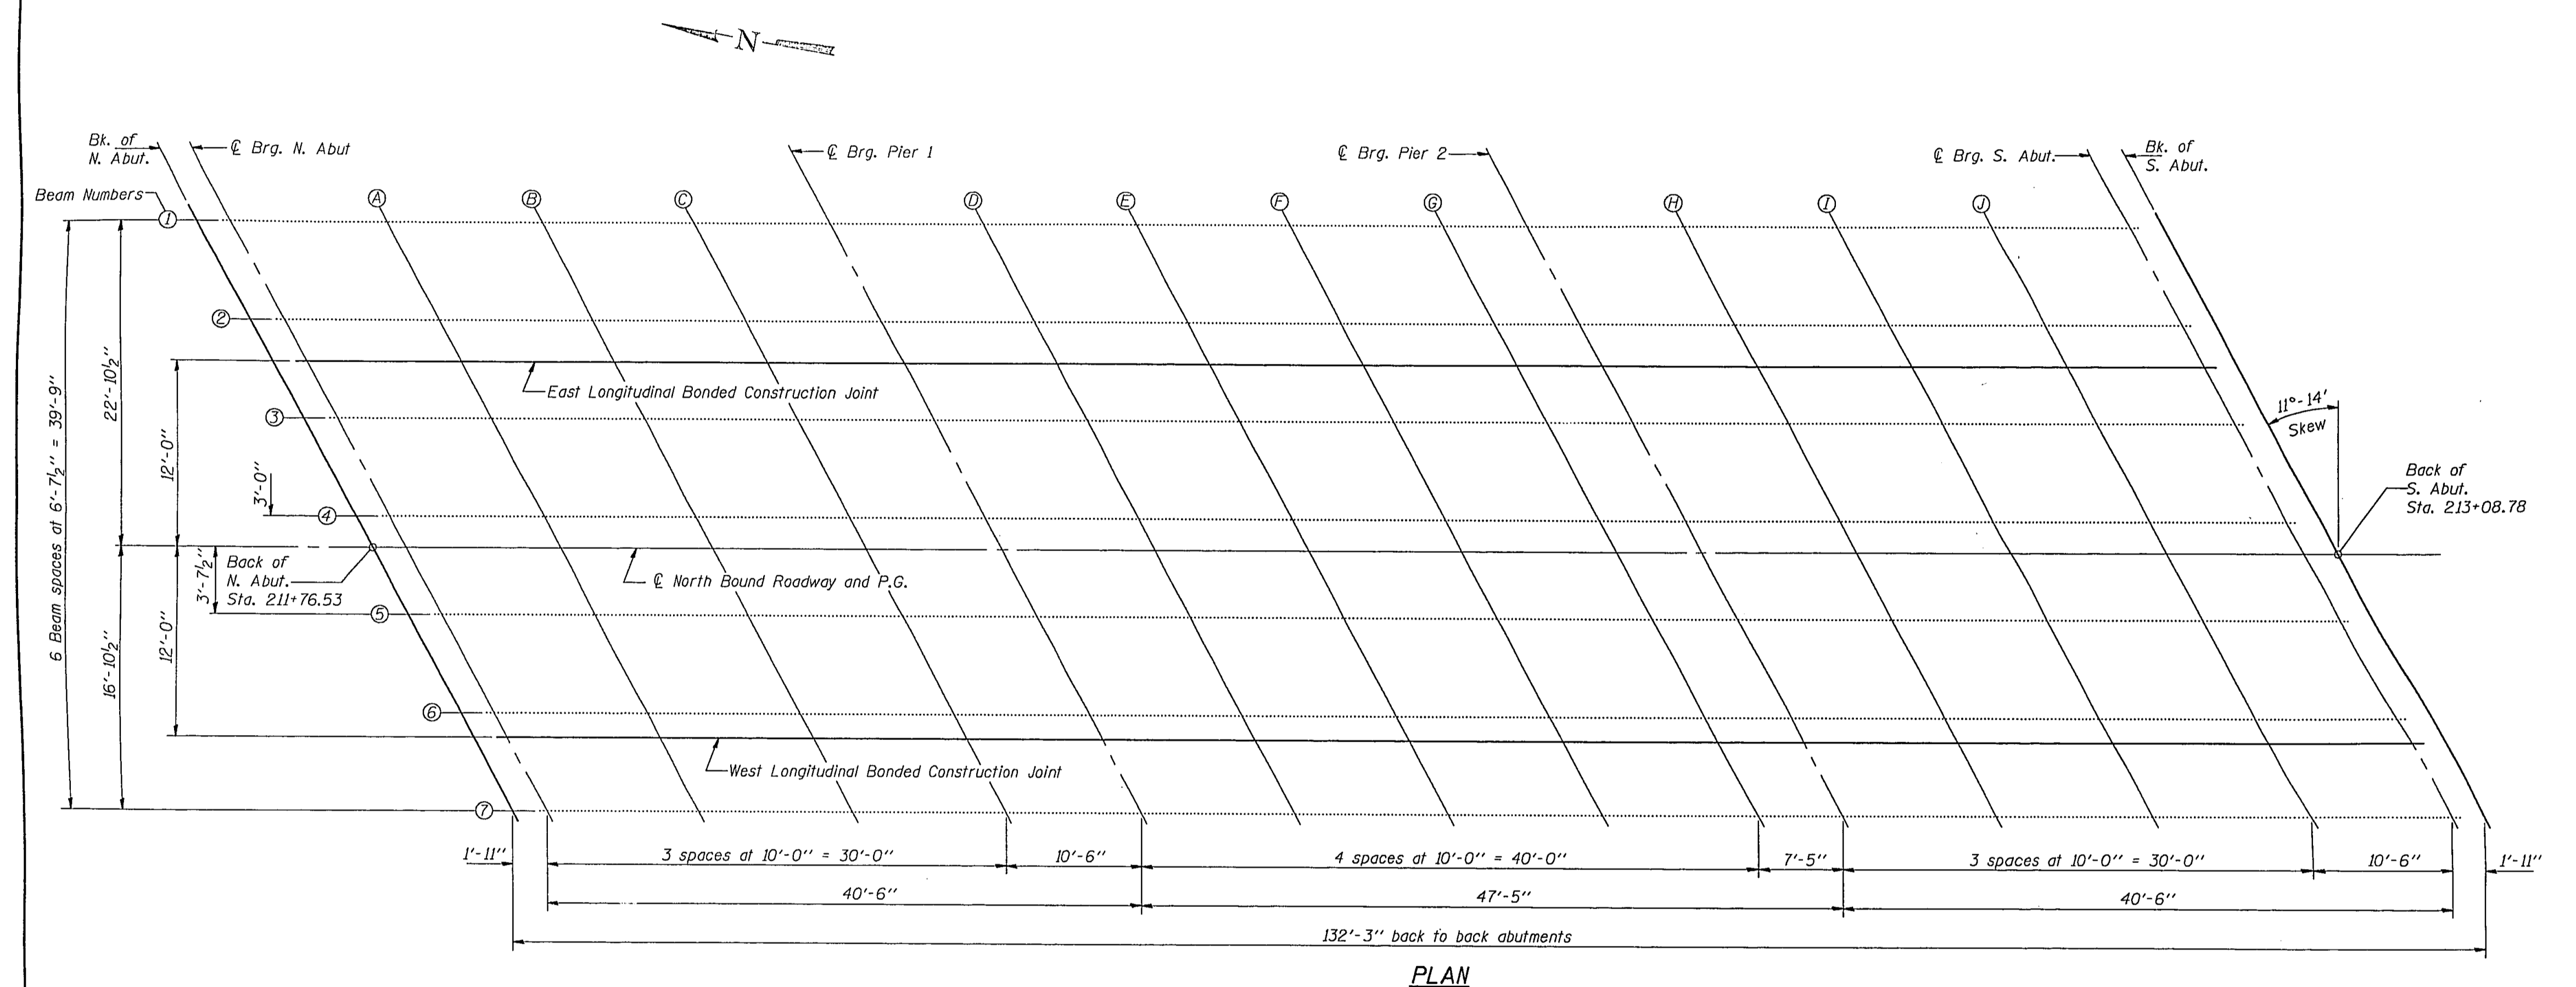 N
Bk. of
N. Abut.
℄ Brg. N. Abut
℄ Brg. Pier 1
℄ Brg. Pier 2
℄ Brg. S. Abut.
Bk. of
S. Abut.
Beam Numbers
A
B
C
D
E
F
G
H
I
J
1
2
3
4
5
6
7
6 Beam spaces at 6'-7½" = 39'-9"
22'-10½"
16'-10½"
12'-0"
12'-0"
3'-0"
3'-7½"
East Longitudinal Bonded Construction Joint
11°-14'
Skew
Back of
S. Abut.
Sta. 213+08.78
Back of
N. Abut.
Sta. 211+76.53
℄ North Bound Roadway and P.G.
West Longitudinal Bonded Construction Joint
1'-11"
3 spaces at 10'-0" = 30'-0"
10'-6"
4 spaces at 10'-0" = 40'-0"
7'-5"
3 spaces at 10'-0" = 30'-0"
10'-6"
1'-11"
40'-6"
47'-5"
40'-6"
132'-3" back to back abutments
PLAN